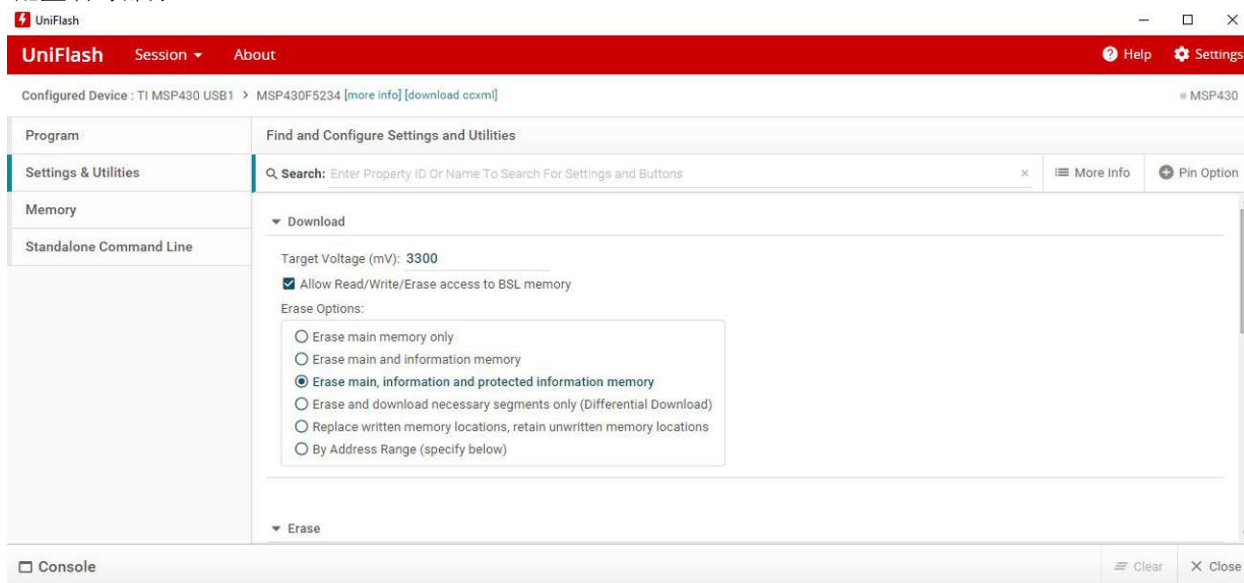 UniFlash
UniFlash Session About Help Settings
Configured Device : TI MSP430 USB1 > MSP430F5234 [more info] [download ccxml] MSP430
Program
Settings & Utilities
Memory
Standalone Command Line
Find and Configure Settings and Utilities
Search: Enter Property ID Or Name To Search For Settings and Buttons × More Info Pin Option
Download
Target Voltage (mV): 3300
Allow Read/Write/Erase access to BSL memory
Erase Options:
Erase main memory only
Erase main and information memory
Erase main, information and protected information memory
Erase and download necessary segments only (Differential Download)
Replace written memory locations, retain unwritten memory locations
By Address Range (specify below)
Erase
Console Clear × Close